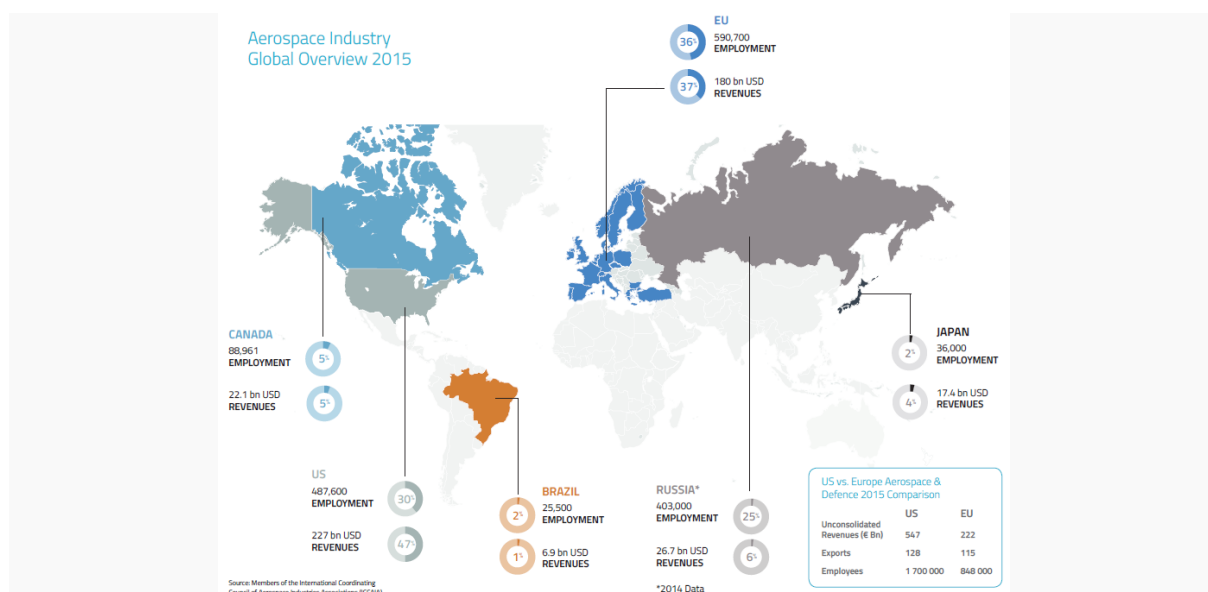 Aerospace Industry
Global Overview 2015
EU
36%
590,700
EMPLOYMENT
37%
180 bn USD
REVENUES
CANADA
88,961
EMPLOYMENT
5%
22.1 bn USD
REVENUES
5%
JAPAN
2%
36,000
EMPLOYMENT
4%
17.4 bn USD
REVENUES
US
487,600
EMPLOYMENT
30%
227 bn USD
REVENUES
47%
BRAZIL
2%
25,500
EMPLOYMENT
1%
6.9 bn USD
REVENUES
RUSSIA*
403,000
EMPLOYMENT
25%
26.7 bn USD
REVENUES
6%
*2014 Data
US vs. Europe Aerospace &
Defence 2015 Comparison
US EU
Unconsolidated
Revenues (€ Bn) 547 222
Exports 128 115
Employees 1 700 000 848 000
Source: Members of the International Coordinating
Council of Aerospace Industries Associations